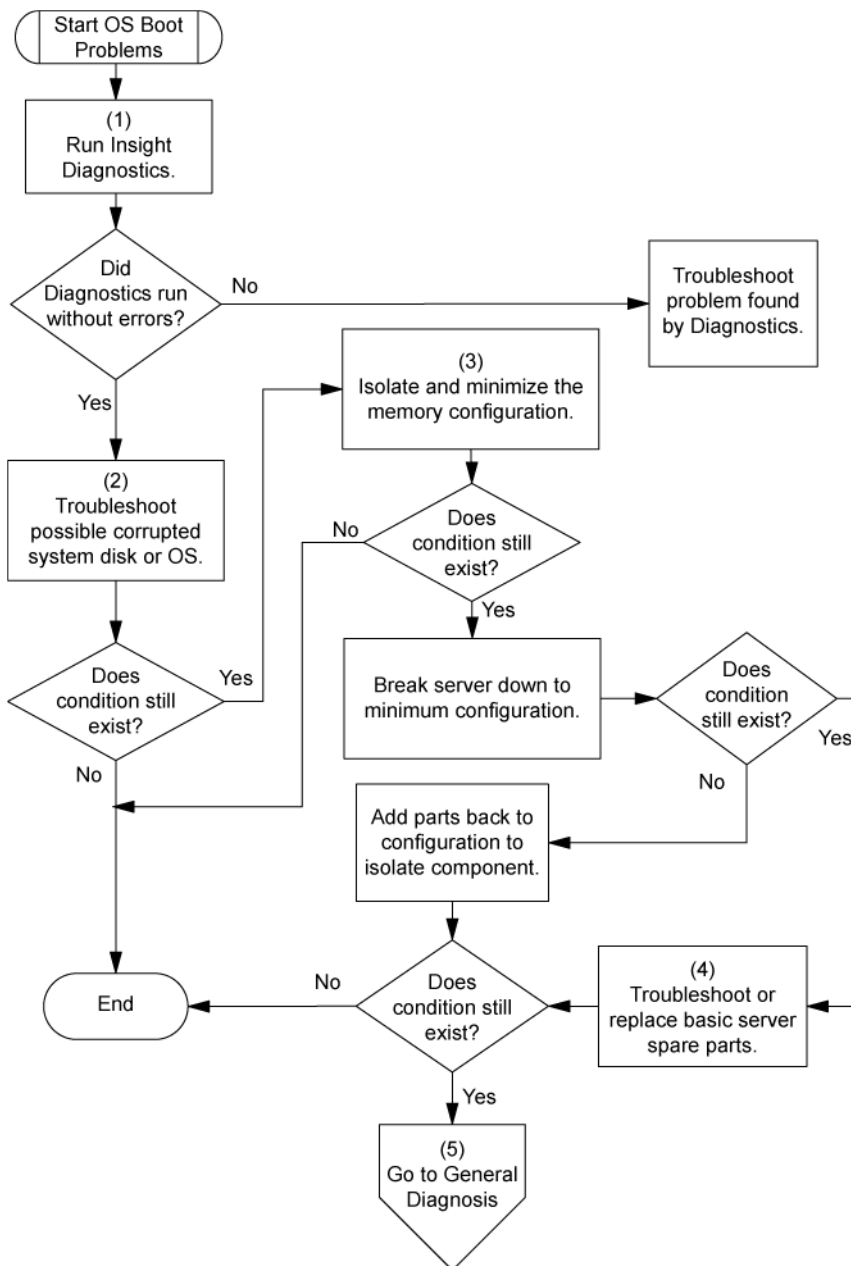 Start OS Boot
Problems
(1)
Run Insight
Diagnostics.
Did
Diagnostics run
without errors?
No
Troubleshoot
problem found
by Diagnostics.
Yes
(2)
Troubleshoot
possible corrupted
system disk or OS.
Does
condition still
exist?
Yes
No
(3)
Isolate and minimize the
memory configuration.
Does
condition still
exist?
No
Yes
Break server down to
minimum configuration.
Does
condition
still exist?
Yes
No
Add parts back to
configuration to
isolate component.
(4)
Troubleshoot or
replace basic server
spare parts.
Does
condition still
exist?
No
End
Yes
(5)
Go to General
Diagnosis